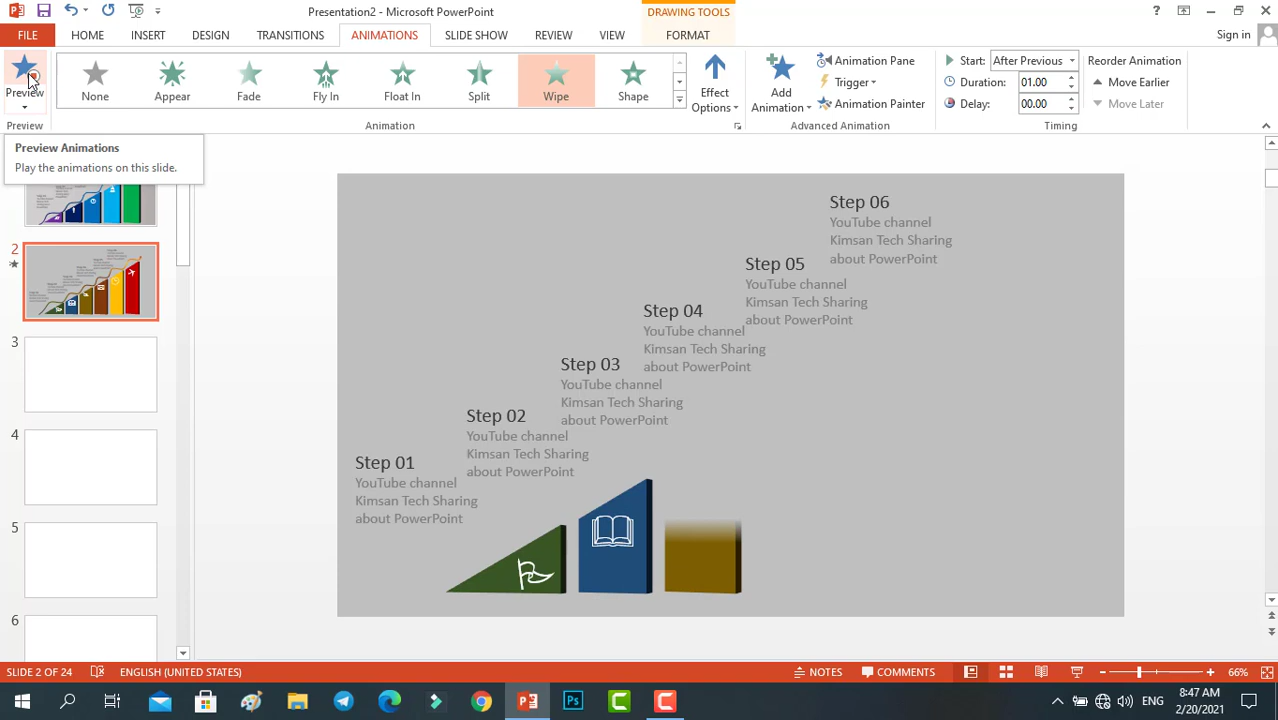 Presentation2 - Microsoft PowerPoint
DRAWING TOOLS
?
FILE
HOME
INSERT
DESIGN
TRANSITIONS
ANIMATIONS
SLIDE SHOW
REVIEW
VIEW
FORMAT
Sign in
Preview
None
Appear
Fade
Fly In
Float In
Split
Wipe
Shape
Effect
Options
Add
Animation
Animation Pane
Trigger
Animation Painter
Start: After Previous
Duration: 01.00
Delay: 00.00
Reorder Animation
Move Earlier
Move Later
Preview
Animation
Advanced Animation
Timing
Preview Animations
Play the animations on this slide.
2
3
4
5
6
Step 06
YouTube channel
Kimsan Tech Sharing
about PowerPoint
Step 05
YouTube channel
Kimsan Tech Sharing
about PowerPoint
Step 04
YouTube channel
Kimsan Tech Sharing
about PowerPoint
Step 03
YouTube channel
Kimsan Tech Sharing
about PowerPoint
Step 02
YouTube channel
Kimsan Tech Sharing
about PowerPoint
Step 01
YouTube channel
Kimsan Tech Sharing
about PowerPoint
SLIDE 2 OF 24
ENGLISH (UNITED STATES)
NOTES
COMMENTS
66%
Ps
ENG
8:47 AM
2/20/2021